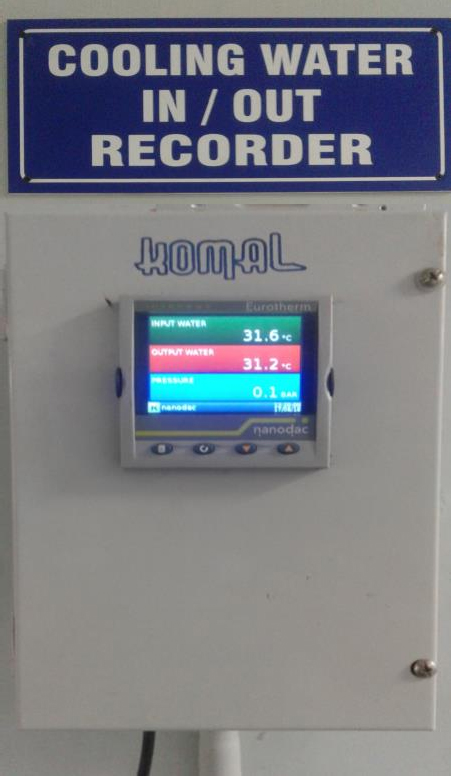 COOLING WATER
IN / OUT
RECORDER
KOMAL
Eurotherm
INPUT WATER
31.6 °C
OUTPUT WATER
31.2 °C
PRESSURE
0.1 BAR
nanodac
nanodac